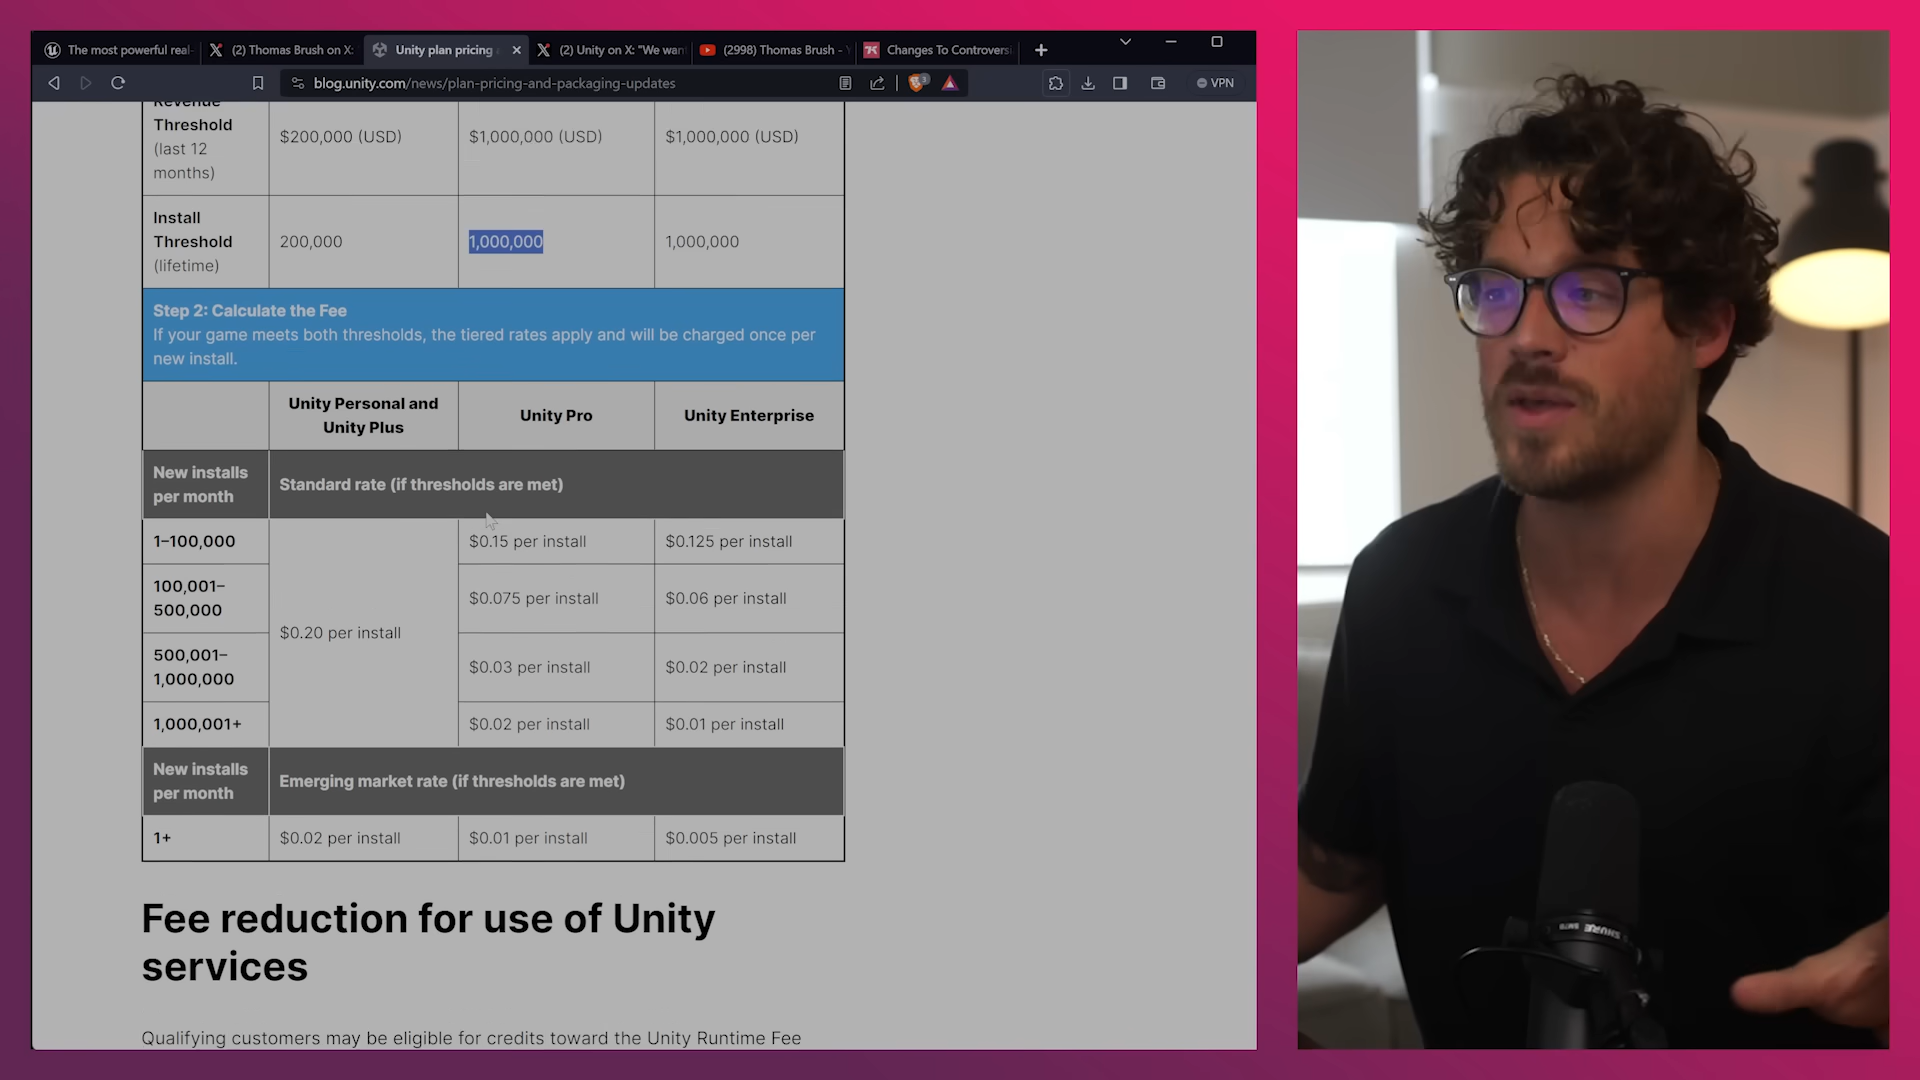 The most powerful real-
(2) Thomas Brush on X:
Unity plan pricing
(2) Unity on X: "We wan
(2998) Thomas Brush - Y
Changes To Controversi
blog.unity.com/news/plan-pricing-and-packaging-updates
3
VPN
Revenue
Threshold
(last 12
months)
$200,000 (USD)
$1,000,000 (USD)
$1,000,000 (USD)
Install
Threshold
(lifetime)
200,000
1,000,000
1,000,000
Step 2: Calculate the Fee
If your game meets both thresholds, the tiered rates apply and will be charged once per
new install.
Unity Personal and
Unity Plus
Unity Pro
Unity Enterprise
New installs
per month
Standard rate (if thresholds are met)
1–100,000
$0.20 per install
$0.15 per install
$0.125 per install
100,001–
500,000
$0.075 per install
$0.06 per install
500,001–
1,000,000
$0.03 per install
$0.02 per install
1,000,001+
$0.02 per install
$0.01 per install
New installs
per month
Emerging market rate (if thresholds are met)
1+
$0.02 per install
$0.01 per install
$0.005 per install
Fee reduction for use of Unity
services
Qualifying customers may be eligible for credits toward the Unity Runtime Fee
SHURE